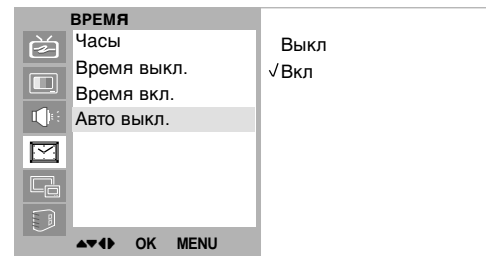 ВРЕМЯ
Часы
Время выкл.
Время вкл.
Авто выкл.
Выкл
√Вкл
OK MENU